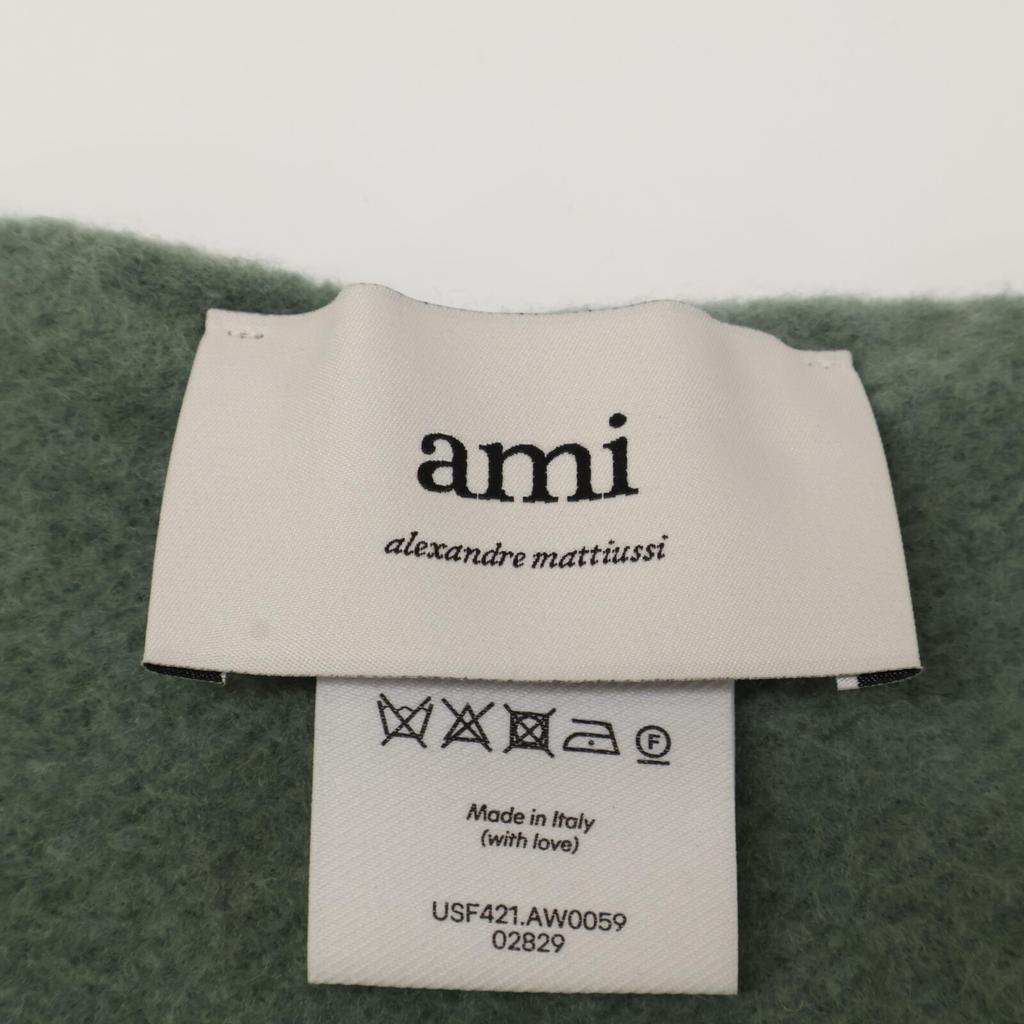 ami
alexandre mattiussi
F
Made in Italy
(with love)
USF421.AW0059
02829